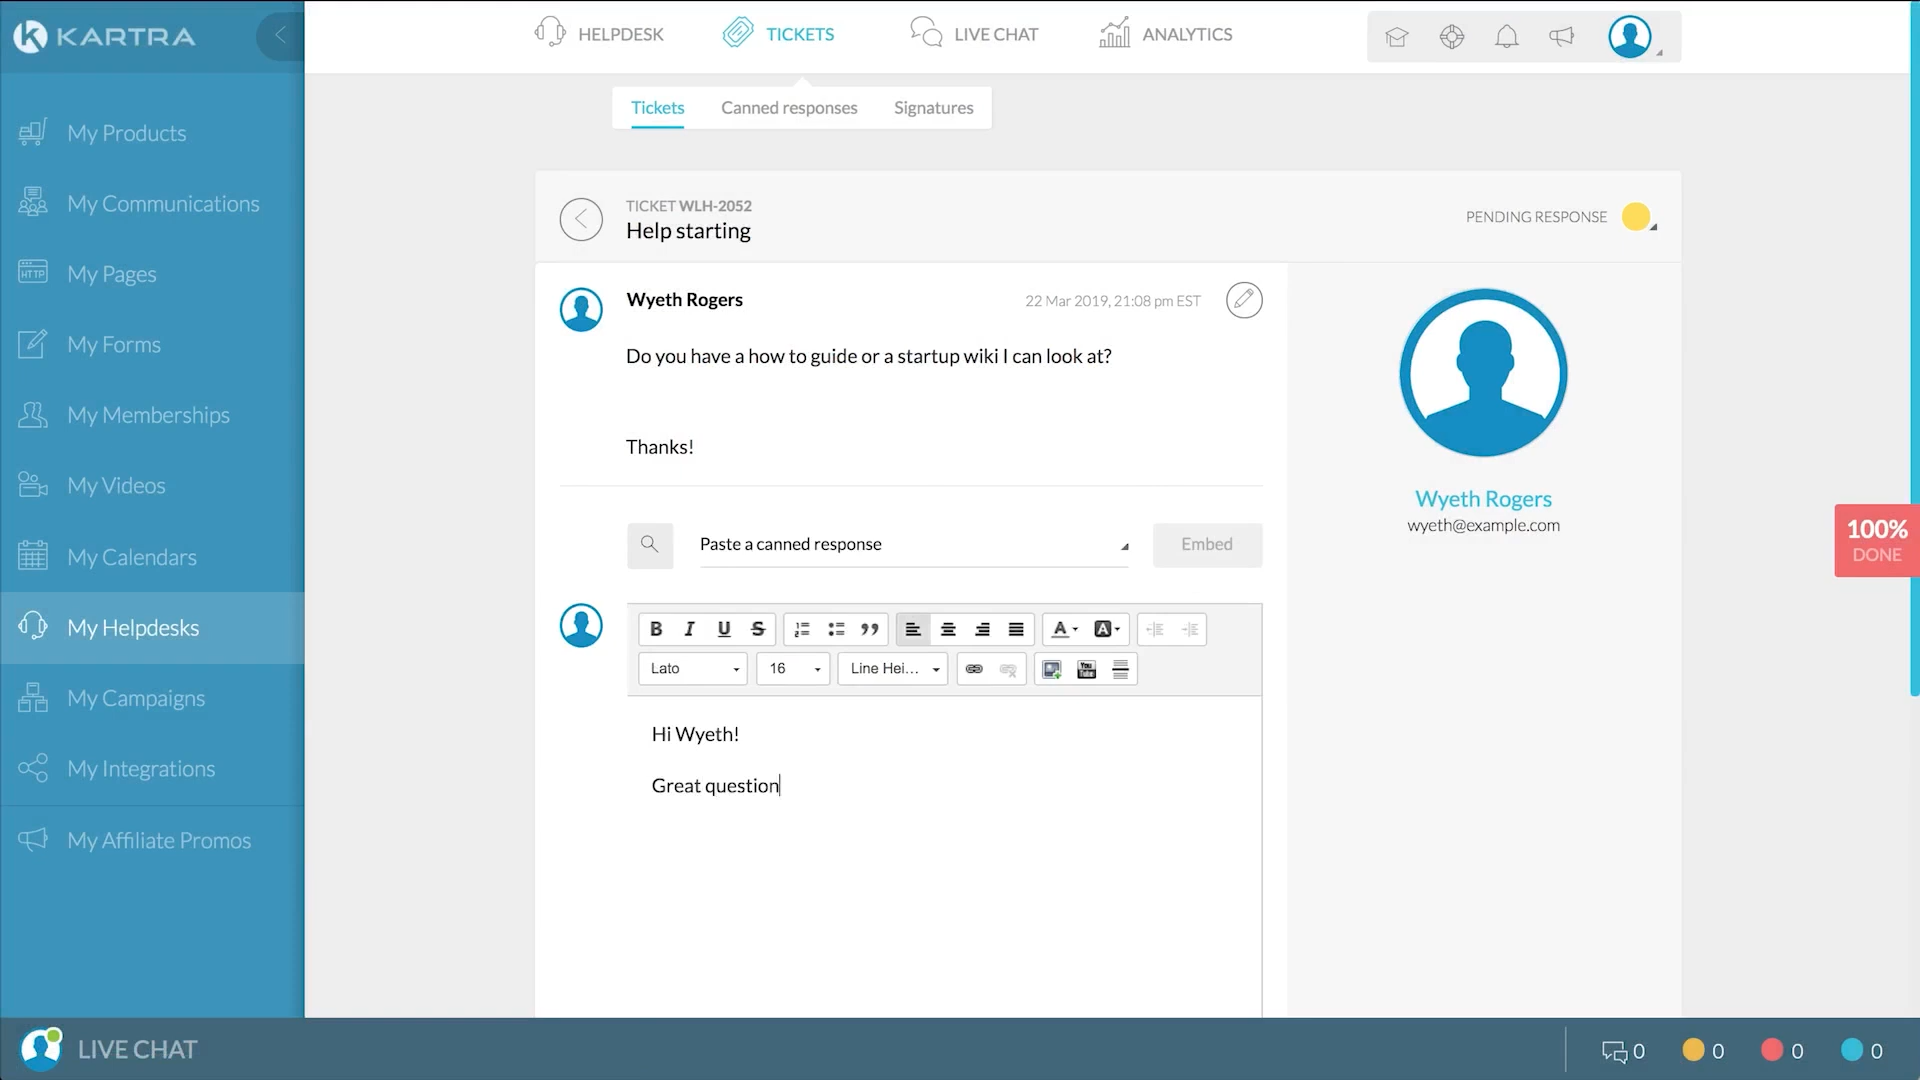 KARTRA
HELPDESK
TICKETS
LIVE CHAT
ANALYTICS
Tickets
Canned responses
Signatures
My Products
My Communications
HTTP
My Pages
My Forms
My Memberships
My Videos
My Calendars
My Helpdesks
My Campaigns
My Integrations
My Affiliate Promos
TICKET WLH-2052
Help starting
PENDING RESPONSE
Wyeth Rogers
22 Mar 2019, 21:08 pm EST
Do you have a how to guide or a startup wiki I can look at?
Thanks!
Wyeth Rogers
wyeth@example.com
100%
DONE
Paste a canned response
Embed
B I U S
A A
Lato
16
Line Hei...
You Tube
Hi Wyeth!
Great question
LIVE CHAT
0 0 0 0